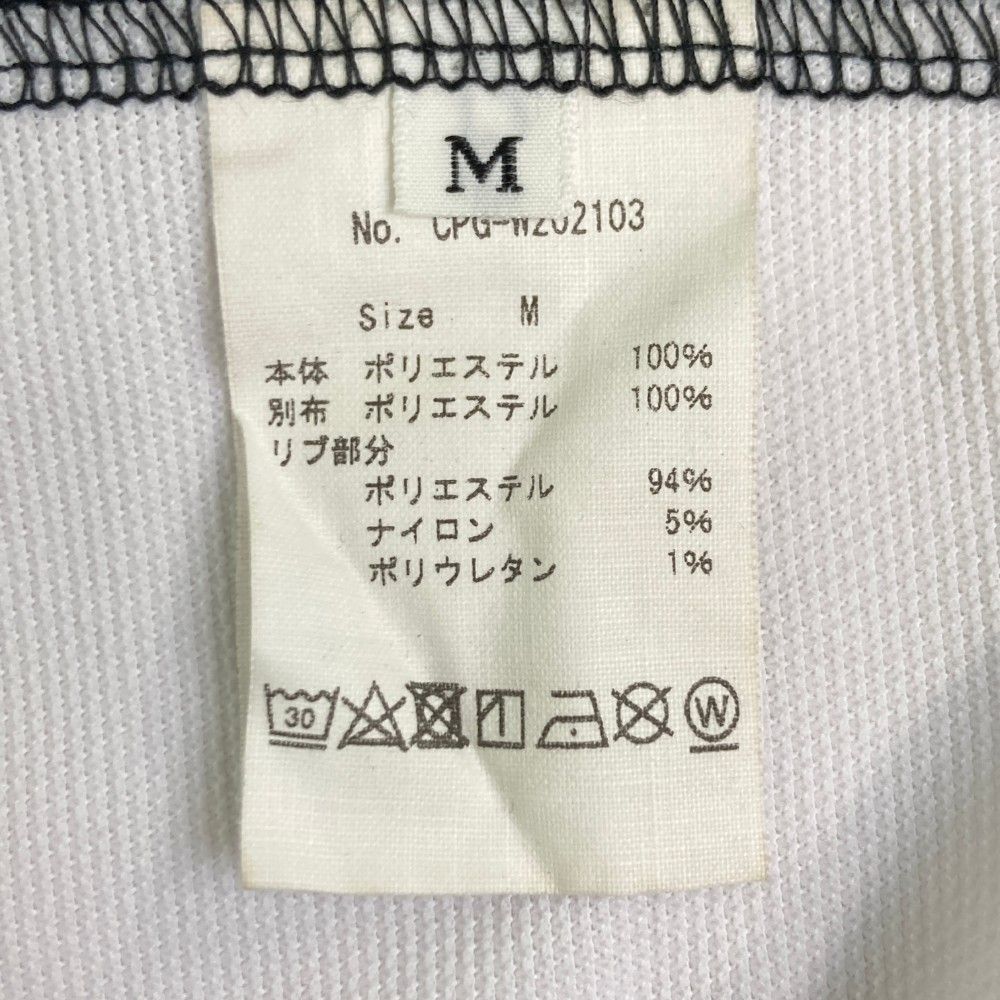 M
No. CPG-W202103
Size M
本体 ポリエステル 100%
別布 ポリエステル 100%
リブ部分
ポリエステル 94%
ナイロン 5%
ポリウレタン 1%
30 W